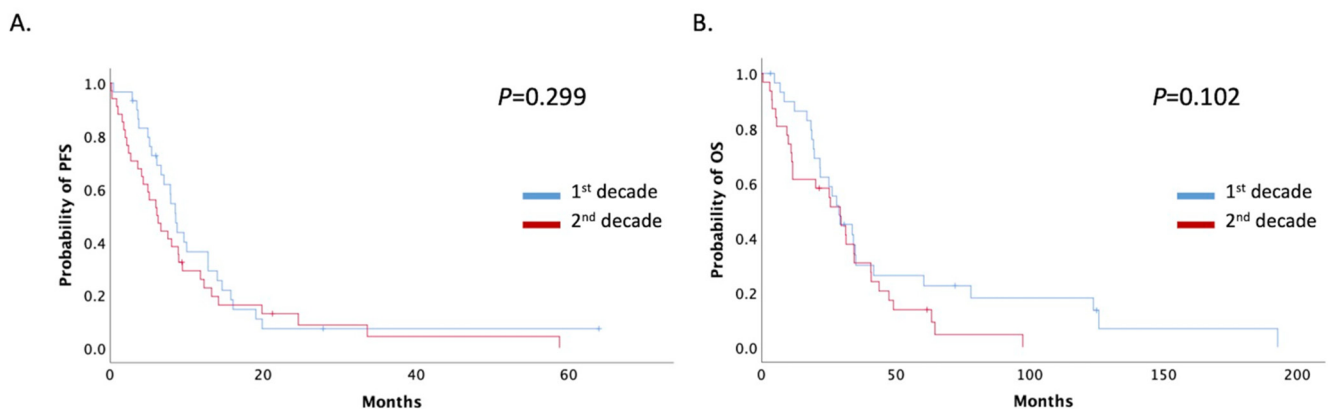 A.
Probability of PFS
1.0
0.8
0.6
0.4
0.2
0.0
0
20
40
60
Months
P=0.299
1st decade
2nd decade
B.
Probability of OS
1.0
0.8
0.6
0.4
0.2
0.0
0
50
100
150
200
Months
P=0.102
1st decade
2nd decade